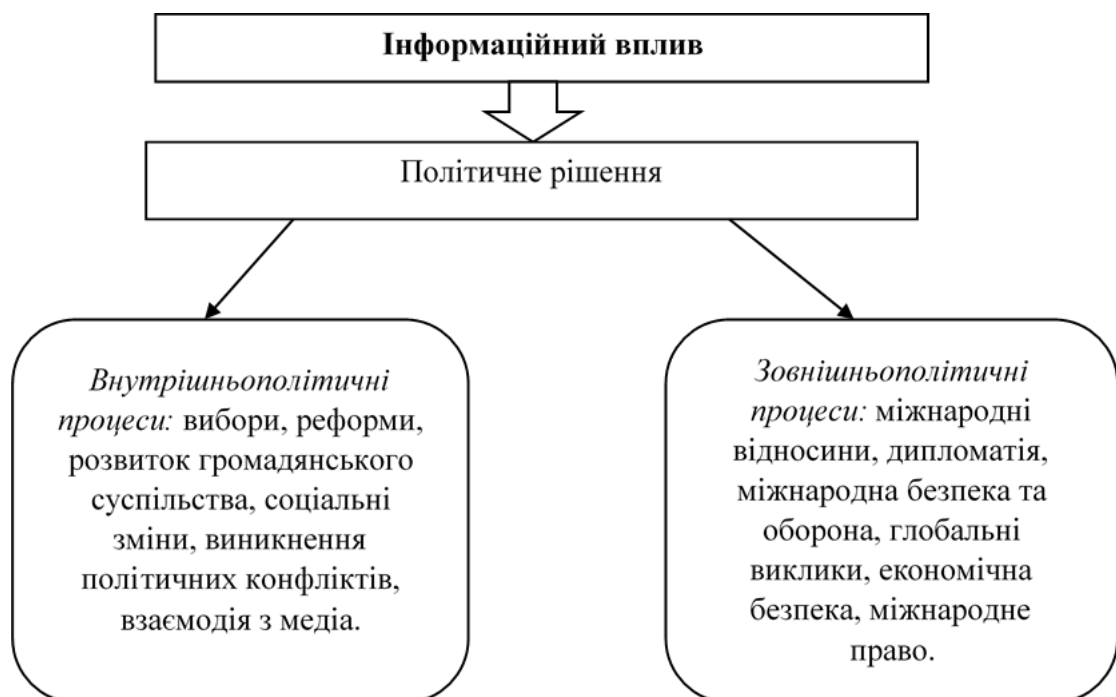 Інформаційний вплив
Політичне рішення
Внутрішньополітичні
процеси: вибори, реформи,
розвиток громадянського
суспільства, соціальні
зміни, виникнення
політичних конфліктів,
взаємодія з медіа.
Зовнішньополітичні
процеси: міжнародні
відносини, дипломатія,
міжнародна безпека та
оборона, глобальні
виклики, економічна
безпека, міжнародне
право.